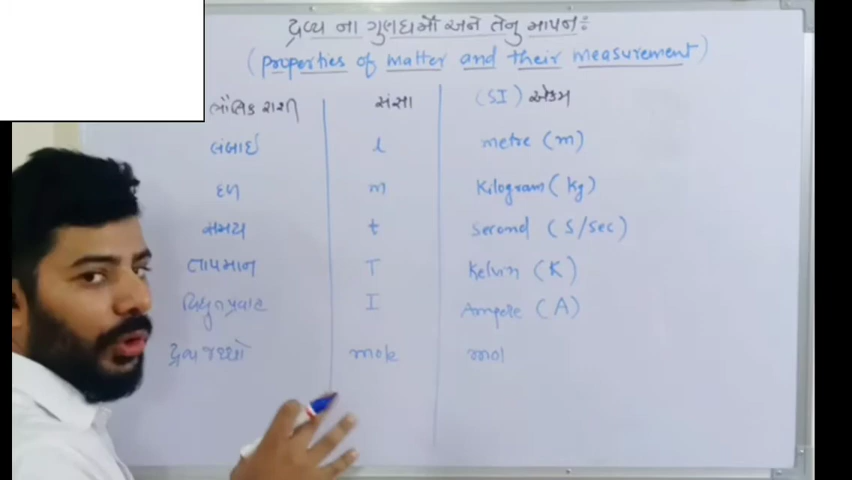 દ્રવ્ય ના ગુણધર્મો અને તેનુ માપન :
(properties of matter and their measurement)
ભૌતિક રાશી સંજ્ઞા (SI) એકમ
લંબાઈ l metre (m)
દળ m Kilogram (kg)
સમય t second (s/sec)
તાપમાન T Kelvin (K)
વિધુતપ્રવાહ I Ampere (A)
દ્રવ્ય જથ્થો mole mol